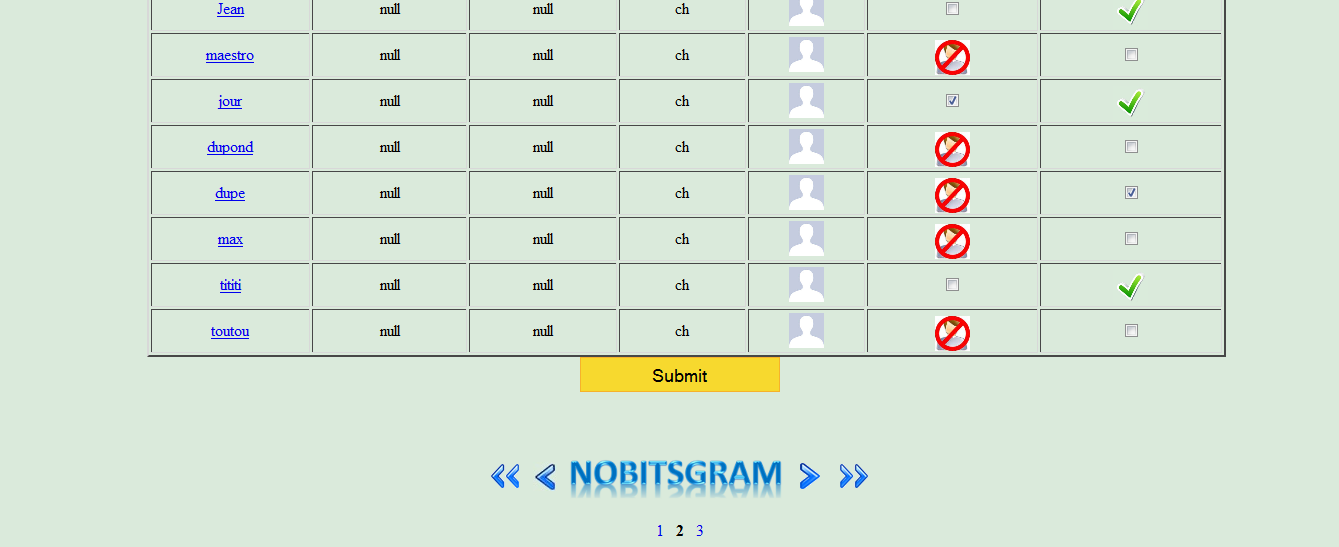 Jean null null ch
maestro null null ch
jour null null ch
dupond null null ch
dupe null null ch
max null null ch
tititi null null ch
toutou null null ch
Submit
NOBITSGRAM
1 2 3